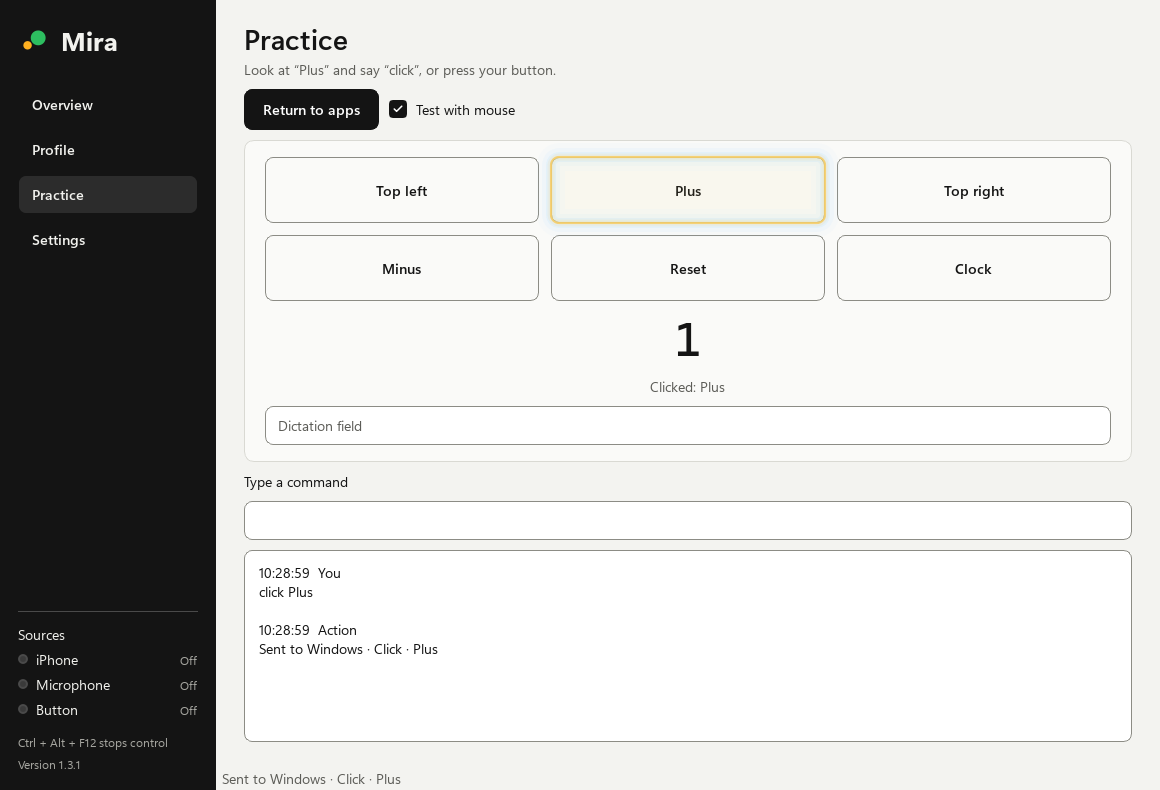 Mira
Overview
Profile
Practice
Settings
Sources
iPhone Off
Microphone Off
Button Off
Ctrl + Alt + F12 stops control
Version 1.3.1
Practice
Look at “Plus” and say “click”, or press your button.
Return to apps
Test with mouse
Top left
Plus
Top right
Minus
Reset
Clock
1
Clicked: Plus
Dictation field
Type a command
10:28:59 You
click Plus
10:28:59 Action
Sent to Windows · Click · Plus
Sent to Windows · Click · Plus